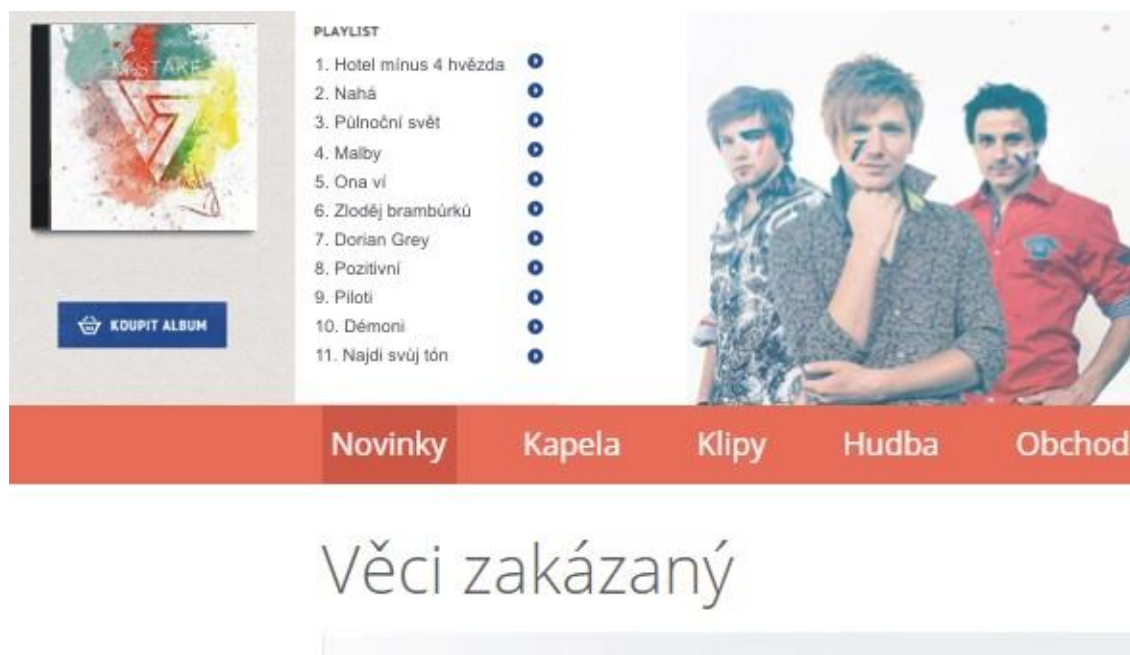 MISTAKE
PLAYLIST
1. Hotel mínus 4 hvězda
2. Nahá
3. Půlnoční svět
4. Malby
5. Ona ví
6. Zloděj brambůrků
7. Dorian Grey
8. Pozitivní
9. Piloti
10. Démoni
11. Najdi svůj tón
KOUPIT ALBUM
Novinky
Kapela
Klipy
Hudba
Obchod
Věci zakázaný